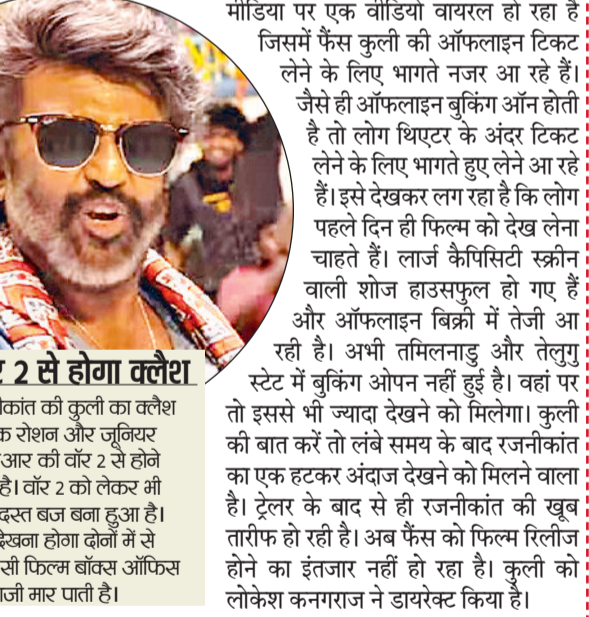 मीडिया पर एक वीडियो वायरल हो रहा है
जिसमें फैंस कुली की ऑफलाइन टिकट
लेने के लिए भागते नजर आ रहे हैं।
जैसे ही ऑफलाइन बुकिंग ऑन होती
है तो लोग थिएटर के अंदर टिकट
लेने के लिए भागते हुए लेने आ रहे
हैं। इसे देखकर लग रहा है कि लोग
पहले दिन ही फिल्म को देख लेना
चाहते हैं। लार्ज कैपिसिटी स्क्रीन
वाली शोज हाउसफुल हो गए हैं
और ऑफलाइन बिक्री में तेजी आ
रही है। अभी तमिलनाडु और तेलुगु
स्टेट में बुकिंग ओपन नहीं हुई है। वहां पर
तो इससे भी ज्यादा देखने को मिलेगा। कुली
की बात करें तो लंबे समय के बाद रजनीकांत
का एक हटकर अंदाज देखने को मिलने वाला
है। ट्रेलर के बाद से ही रजनीकांत की खूब
तारीफ हो रही है। अब फैंस को फिल्म रिलीज
होने का इंतजार नहीं हो रहा है। कुली को
लोकेश कनगराज ने डायरेक्ट किया है।
2 से होगा क्लैश
की कुली का क्लैश
रोशन और जूनियर
की वॉर 2 से होने
है। वॉर 2 को लेकर भी
बज बना हुआ है।
होगा दोनों में से
फिल्म बॉक्स ऑफिस
मार पाती है।